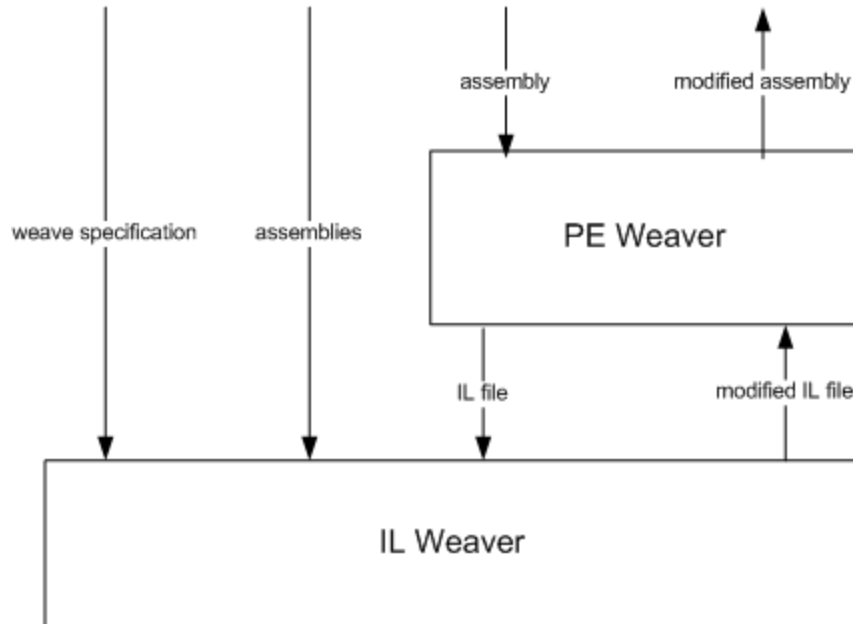 assembly
modified assembly
weave specification
assemblies
PE Weaver
IL file
modified IL file
IL Weaver